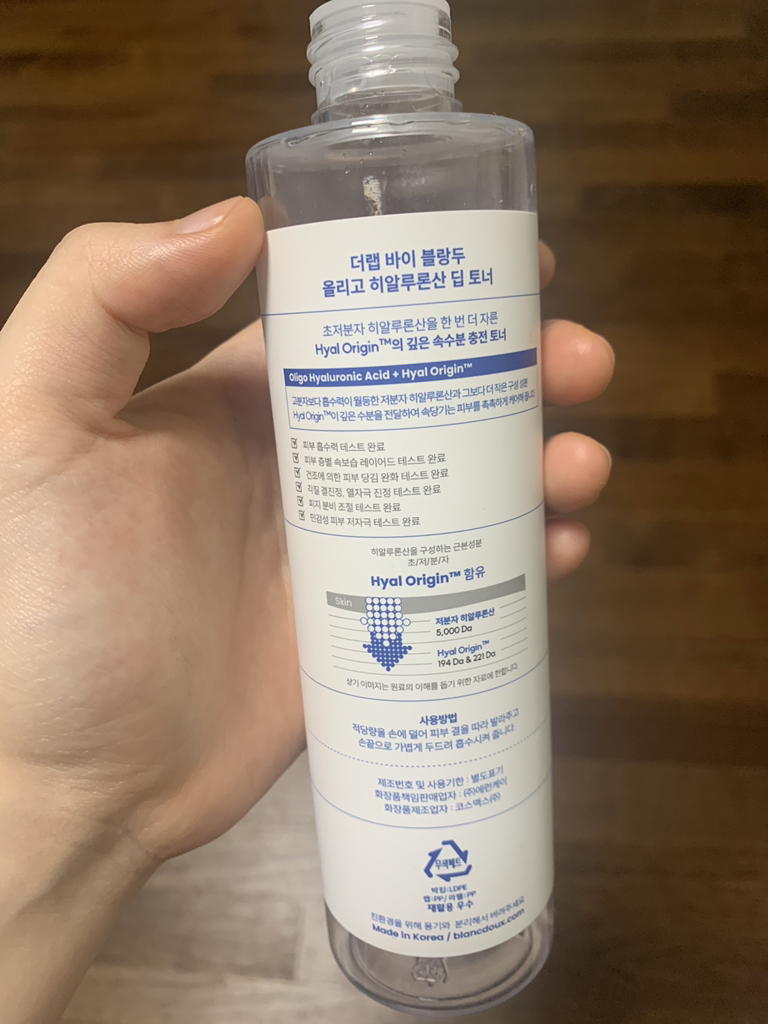 더랩 바이 블랑두
올리고 히알루론산 딥 토너
초저분자 히알루론산을 한 번 더 자른
Hyal Origin™의 깊은 속수분 충전 토너
Oligo Hyaluronic Acid + Hyal Origin™
고분자보다 흡수력이 월등한 저분자 히알루론산과 그보다 더 작은 구성 성분
Hyal Origin™이 깊은 수분을 전달하여 속당기는 피부를 촉촉하게 케어해 줍니다.
피부 흡수력 테스트 완료
피부 층별 속보습 레이어드 테스트 완료
건조에 의한 피부 당김 완화 테스트 완료
각질 결진정, 열자극 진정 테스트 완료
피지 분비 조절 테스트 완료
민감성 피부 저자극 테스트 완료
히알루론산을 구성하는 근본성분
초/저/분/자
Hyal Origin™ 함유
Skin
저분자 히알루론산
5,000 Da
Hyal Origin™
194 Da & 221 Da
상기 이미지는 원료의 이해를 돕기 위한 자료에 한합니다.
사용방법
적당량을 손에 덜어 피부 결을 따라 발라주고
손끝으로 가볍게 두드려 흡수시켜 줍니다.
제조번호 및 사용기한 : 별도표기
화장품책임판매업자 : (주)에런케이
화장품제조업자 : 코스맥스(주)
무색페트
박킹:LDPE
캡:PP / 라벨:PP
재활용 우수
친환경을 위해 용기와 분리해서 버려주세요
Made in Korea / blancdoux.com